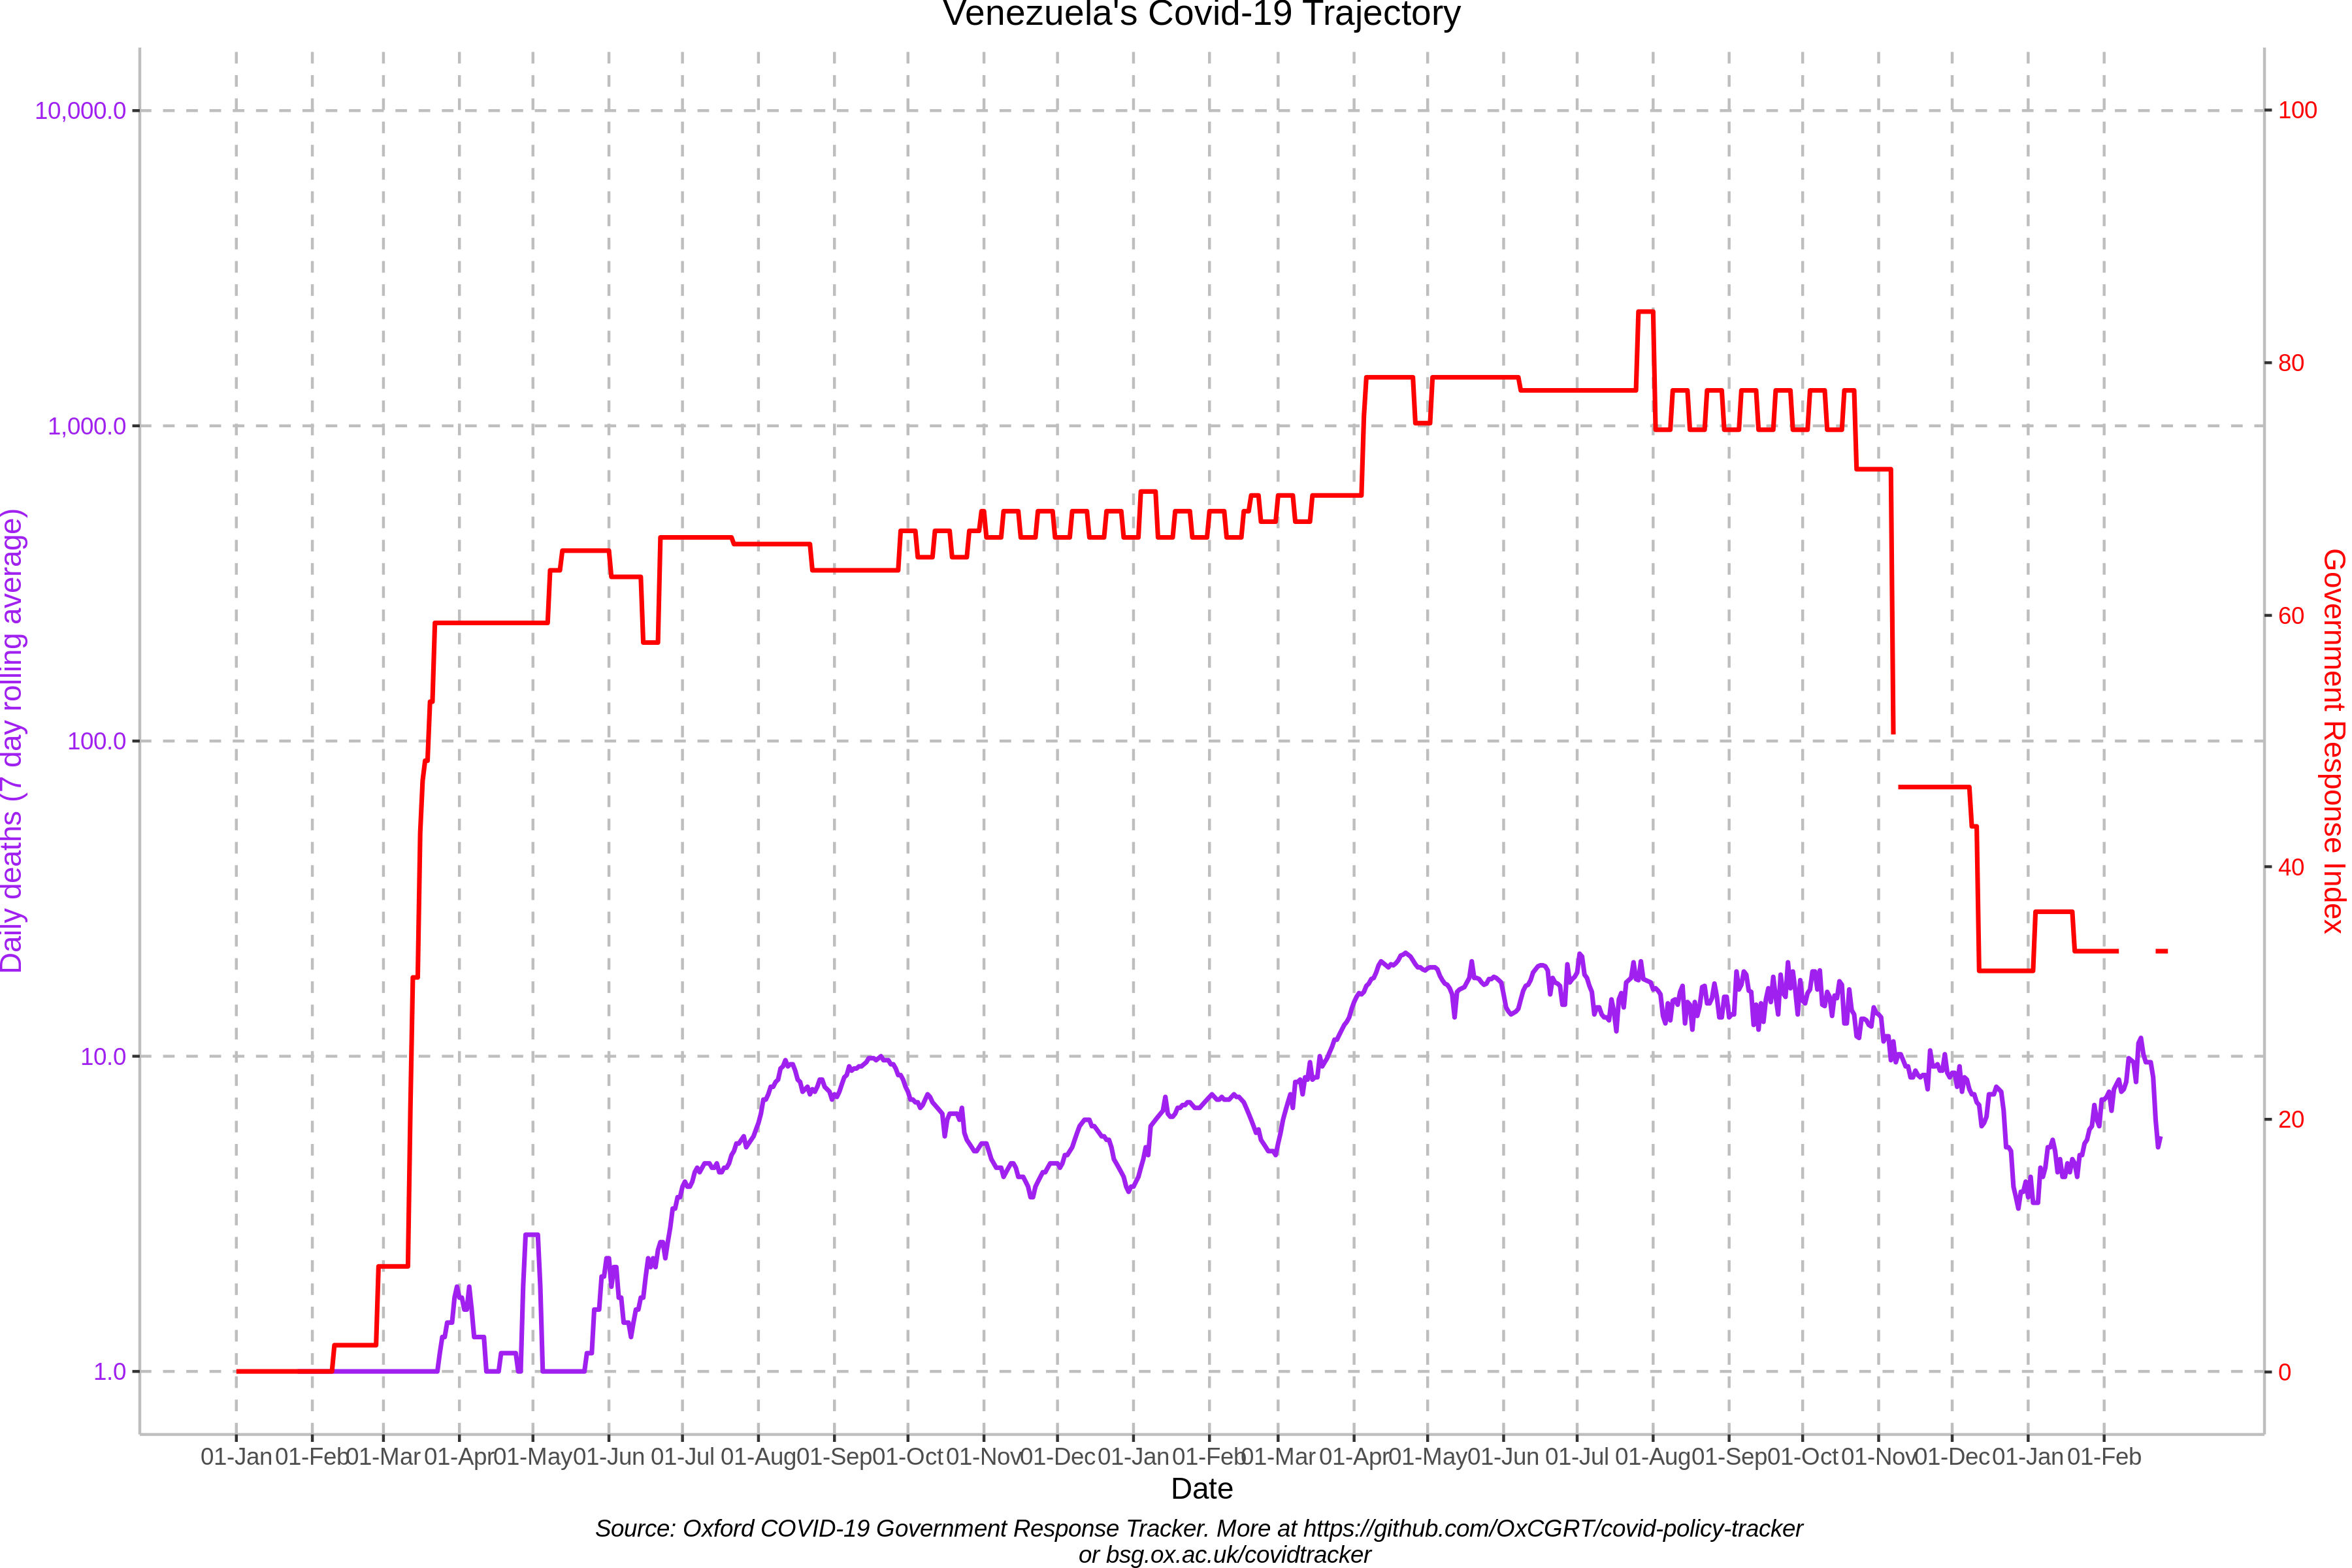 Venezuela's Covid-19 Trajectory
10,000.0
1,000.0
100.0
10.0
1.0
Daily deaths (7 day rolling average)
100
80
60
40
20
0
Government Response Index
01-Jan 01-Feb 01-Mar 01-Apr 01-May 01-Jun 01-Jul 01-Aug 01-Sep 01-Oct 01-Nov 01-Dec 01-Jan 01-Feb 01-Mar 01-Apr 01-May 01-Jun 01-Jul 01-Aug 01-Sep 01-Oct 01-Nov 01-Dec 01-Jan 01-Feb
Date
Source: Oxford COVID-19 Government Response Tracker. More at https://github.com/OxCGRT/covid-policy-tracker
or bsg.ox.ac.uk/covidtracker